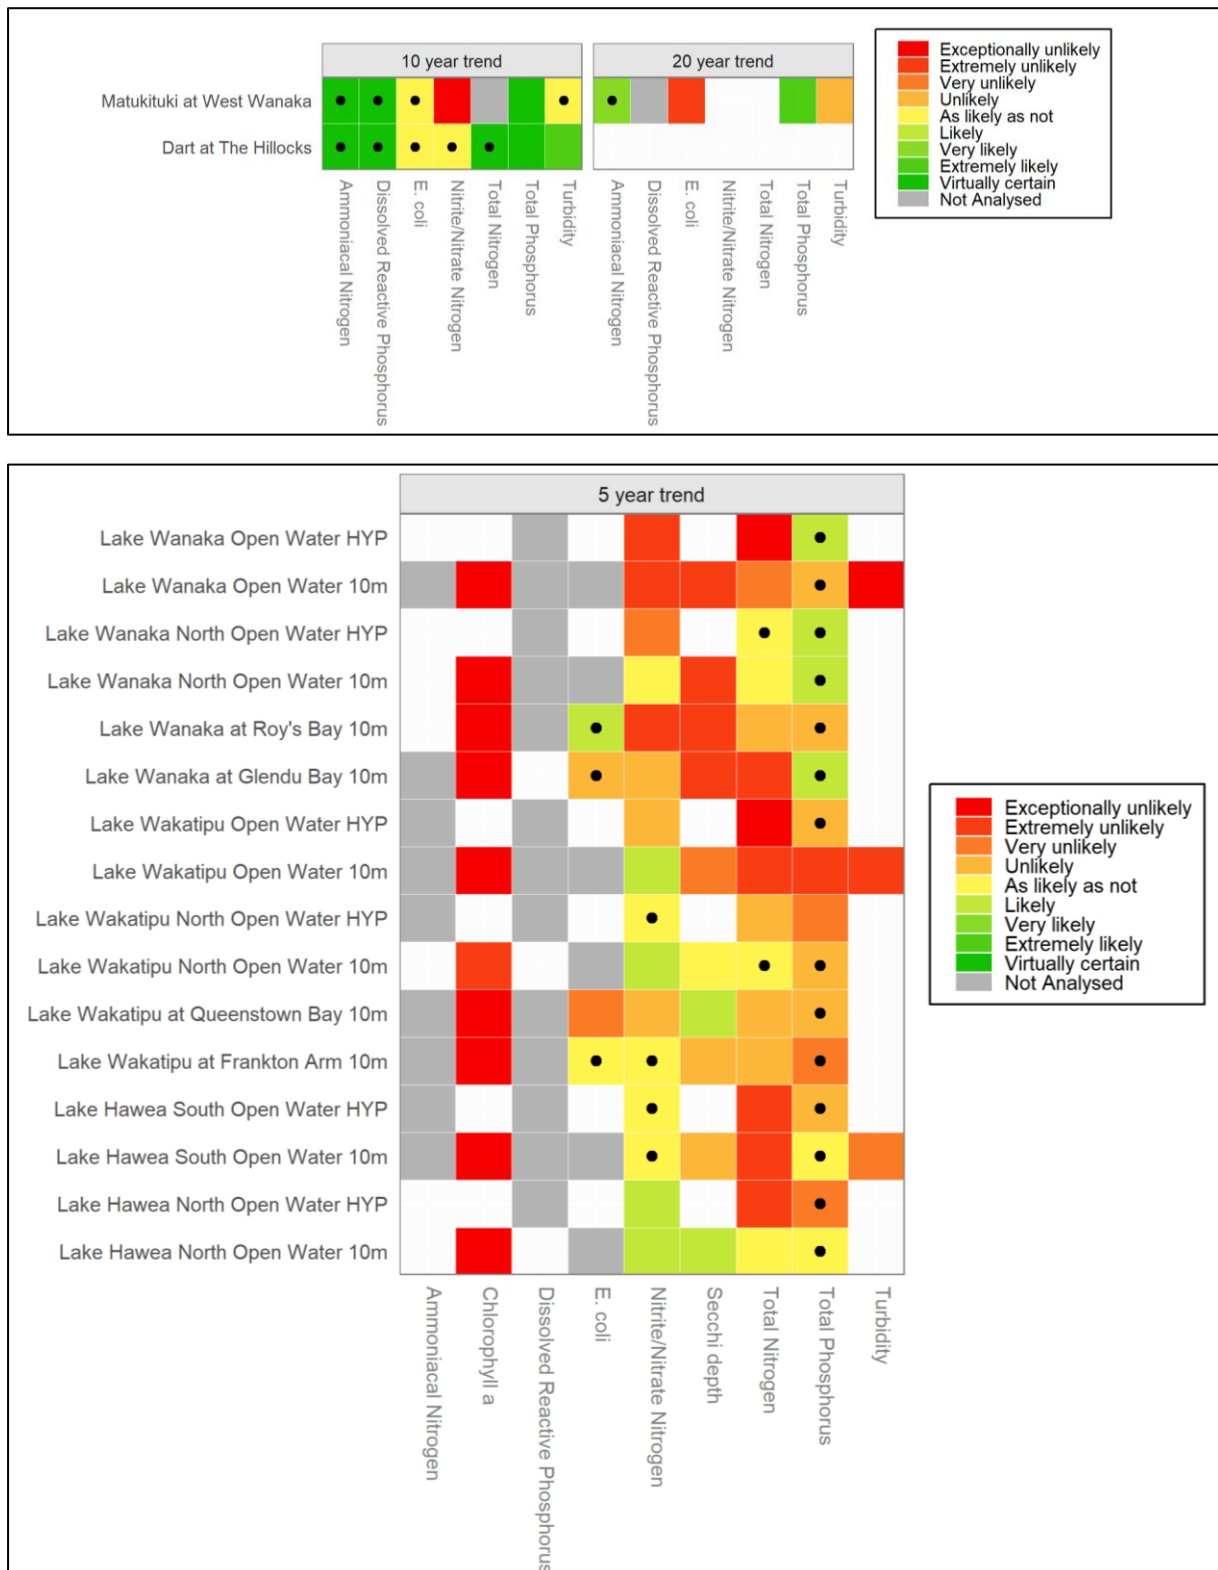 10 year trend
20 year trend
Matukituki at West Wanaka
Dart at The Hillocks
Ammoniacal Nitrogen
Dissolved Reactive Phosphorus
E. coli
Nitrite/Nitrate Nitrogen
Total Nitrogen
Total Phosphorus
Turbidity
Ammoniacal Nitrogen
Dissolved Reactive Phosphorus
E. coli
Nitrite/Nitrate Nitrogen
Total Nitrogen
Total Phosphorus
Turbidity
Exceptionally unlikely
Extremely unlikely
Very unlikely
Unlikely
As likely as not
Likely
Very likely
Extremely likely
Virtually certain
Not Analysed
5 year trend
Lake Wanaka Open Water HYP
Lake Wanaka Open Water 10m
Lake Wanaka North Open Water HYP
Lake Wanaka North Open Water 10m
Lake Wanaka at Roy's Bay 10m
Lake Wanaka at Glendu Bay 10m
Lake Wakatipu Open Water HYP
Lake Wakatipu Open Water 10m
Lake Wakatipu North Open Water HYP
Lake Wakatipu North Open Water 10m
Lake Wakatipu at Queenstown Bay 10m
Lake Wakatipu at Frankton Arm 10m
Lake Hawea South Open Water HYP
Lake Hawea South Open Water 10m
Lake Hawea North Open Water HYP
Lake Hawea North Open Water 10m
Ammoniacal Nitrogen
Chlorophyll a
Dissolved Reactive Phosphorus
E. coli
Nitrite/Nitrate Nitrogen
Secchi depth
Total Nitrogen
Total Phosphorus
Turbidity
Exceptionally unlikely
Extremely unlikely
Very unlikely
Unlikely
As likely as not
Likely
Very likely
Extremely likely
Virtually certain
Not Analysed